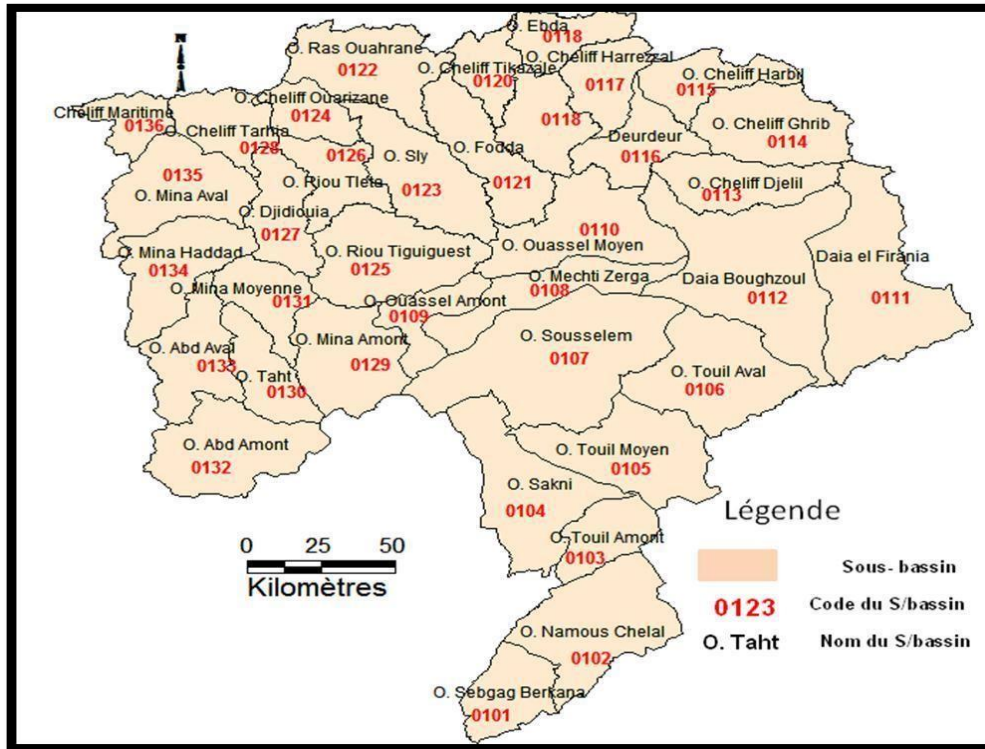 N
O. Ebda
0118
O. Ras Ouahrane
0122
O. Cheliff Tikazale
0120
O. Cheliff Harrezzal
0117
O. Cheliff Harbil
0115
Cheliff Maritime
0136
O. Cheliff Ouarizane
0124
O. Cheliff Tarhia
0128
0118
Deurdeur
0116
O. Cheliff Ghrib
0114
0126
O. Sly
0123
O. Fodda
0121
0135
O. Mina Aval
O. Riou Tleta
O. Cheliff Djelil
0113
O. Djidiouia
0127
0110
O. Ouassel Moyen
O. Mina Haddad
0134
O. Riou Tiguiguest
0125
Daia el Firania
0111
O. Mechti Zerga
0108
Daia Boughzoul
0112
O. Mina Moyenne
0131
O. Ouassel Amont
0109
O. Mina Amont
0129
O. Sousselem
0107
O. Abd Aval
0133
O. Taht
0130
O. Touil Aval
0106
O. Abd Amont
0132
O. Touil Moyen
0105
O. Sakni
0104
O. Touil Amont
0103
0 25 50
Kilomètres
O. Namous Chelal
0102
O. Sebgag Berkana
0101
Légende
Sous- bassin
0123 Code du S/bassin
O. Taht Nom du S/bassin